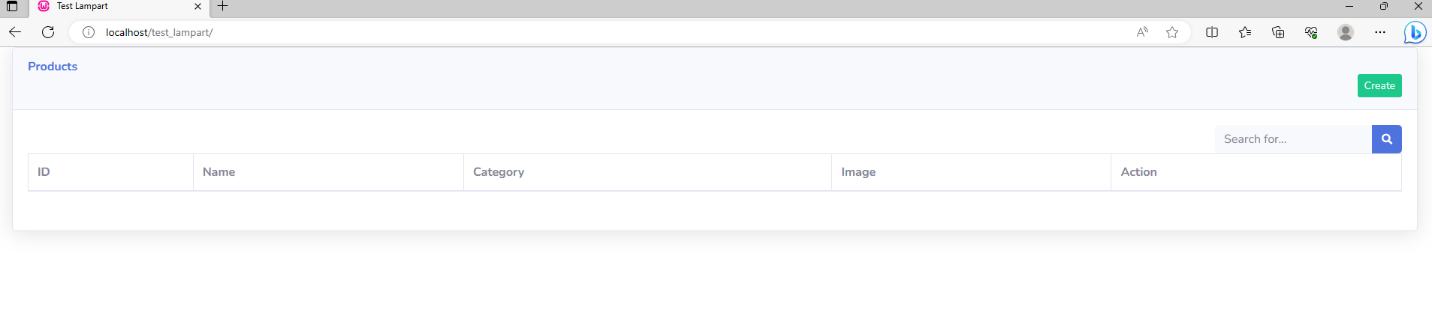 Test Lampart
localhost/test_lampart/
Products
Create
Search for...
ID Name Category Image Action